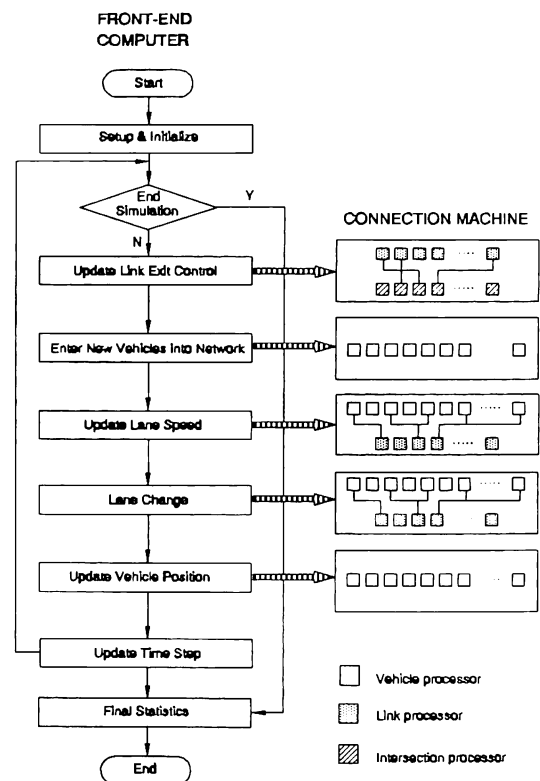 FRONT-END
COMPUTER
Start
Setup & Initialize
End
Simulation
Y
N
CONNECTION MACHINE
Update Link Exit Control
Enter New Vehicles into Network
Update Lane Speed
Lane Change
Update Vehicle Position
Update Time Step
Final Statistics
End
Vehicle processor
Link processor
Intersection processor